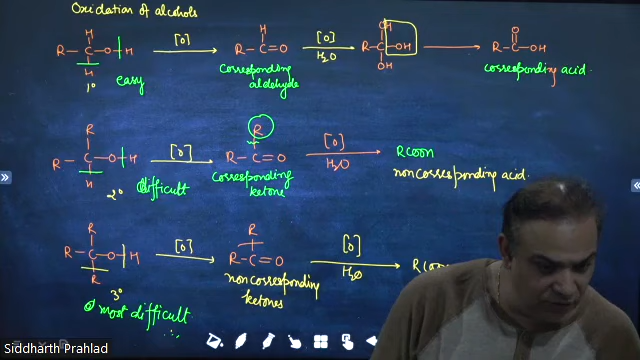 Oxidation of alcohols
H H OH O
R - C - O - H [O] R - C = O [O] R - C - OH R - C - OH
H H₂O OH
1° easy corresponding aldehyde corresponding acid.
R R
R - C - O - H [O] R - C = O [O] RCOOH
H H₂O
2° difficult corresponding ketone noncorresponding acid.
R R
R - C - O - H [O] R - C = O [O] RCOO
R H₂O
3° most difficult noncorresponding ketones
Siddharth Prahlad